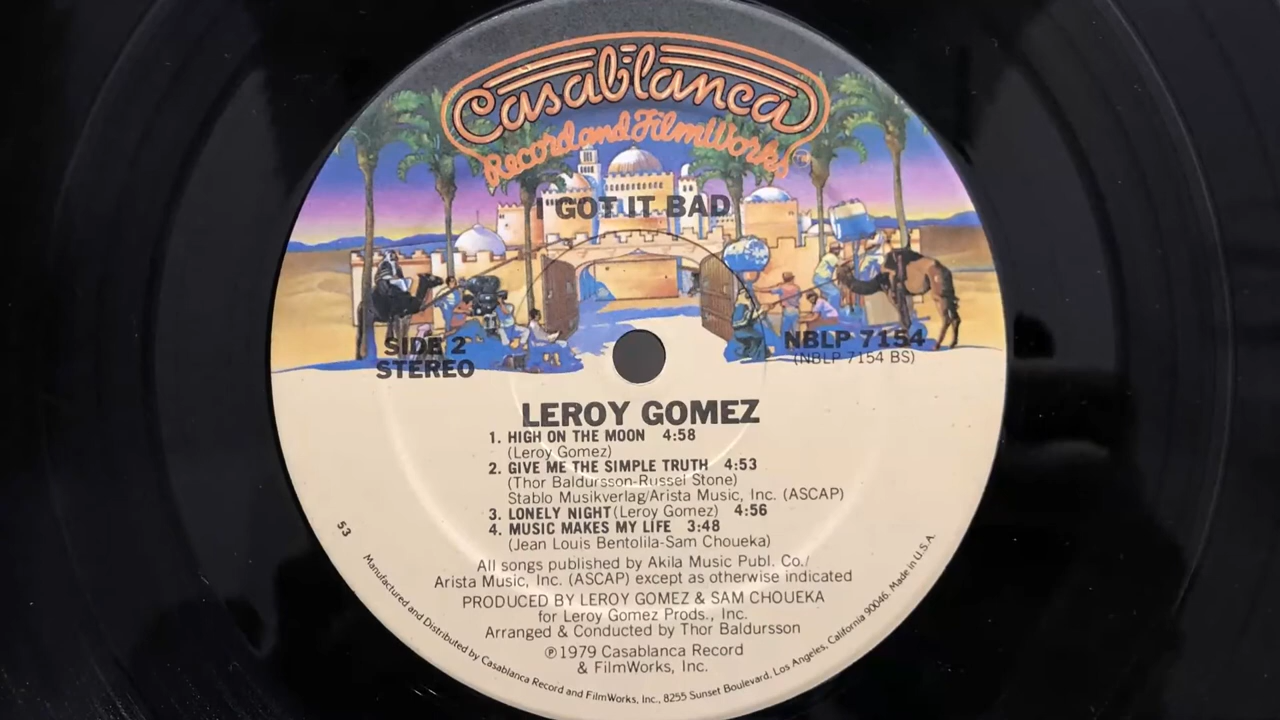 Casablanca
Record and FilmWorks
I GOT IT BAD
SIDE 2
STEREO
NBLP 7154
(NBLP 7154 BS)
LEROY GOMEZ
1. HIGH ON THE MOON 4:58
(Leroy Gomez)
2. GIVE ME THE SIMPLE TRUTH 4:53
(Thor Baldursson-Russel Stone)
Stablo Musikverlag/Arista Music, Inc. (ASCAP)
3. LONELY NIGHT (Leroy Gomez) 4:56
4. MUSIC MAKES MY LIFE 3:48
(Jean Louis Bentolila-Sam Choueka)
All songs published by Akila Music Publ. Co./
Arista Music, Inc. (ASCAP) except as otherwise indicated
PRODUCED BY LEROY GOMEZ & SAM CHOUEKA
for Leroy Gomez Prods., Inc.
Arranged & Conducted by Thor Baldursson
℗ 1979 Casablanca Record
& FilmWorks, Inc.
53
Manufactured and Distributed by Casablanca Record and FilmWorks, Inc., 8255 Sunset Boulevard, Los Angeles, California 90046. Made in U.S.A.